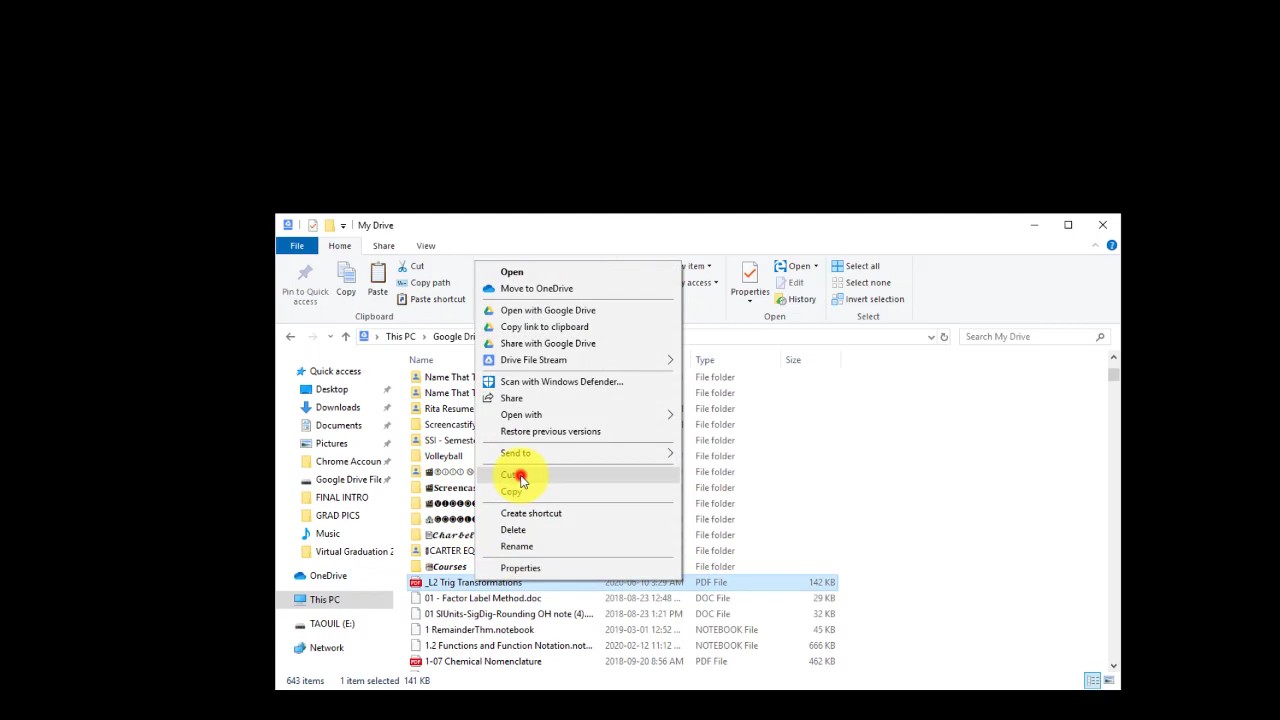 My Drive
File Home Share View
Pin to Quick access
Copy
Paste
Cut
Copy path
Paste shortcut
Clipboard
Properties
Open
Edit
History
Open
Select all
Select none
Invert selection
Select
This PC
Search My Drive
Name Type Size
Quick access
Desktop
Downloads
Documents
Pictures
FINAL INTRO
GRAD PICS
Music
Virtual Graduation 2
OneDrive
This PC
TAOUIL (E:)
Network
Name That T File folder
Name That T File folder
Rita Resume File folder
Screencastify File folder
SSI - Semeste File folder
Volleyball File folder
File folder
Screencas File folder
File folder
File folder
Charbel File folder
CARTER EQ File folder
Courses File folder
_L2 Trig Transformations 2020-06-10 3:29 AM PDF File 142 KB
01 - Factor Label Method.doc 2018-08-23 12:48 ... DOC File 29 KB
01 SIUnits-SigDig-Rounding OH note (4).... 2018-08-23 1:21 PM DOC File 32 KB
1 RemainderThm.notebook 2019-03-01 12:52 ... NOTEBOOK File 45 KB
1.2 Functions and Function Notation.not... 2020-02-12 11:12 ... NOTEBOOK File 666 KB
1-07 Chemical Nomenclature 2018-09-20 8:56 AM PDF File 462 KB
Open
Move to OneDrive
Open with Google Drive
Copy link to clipboard
Share with Google Drive
Drive File Stream
Scan with Windows Defender...
Share
Open with
Restore previous versions
Send to
Cut
Copy
Create shortcut
Delete
Rename
Properties
643 items 1 item selected 141 KB